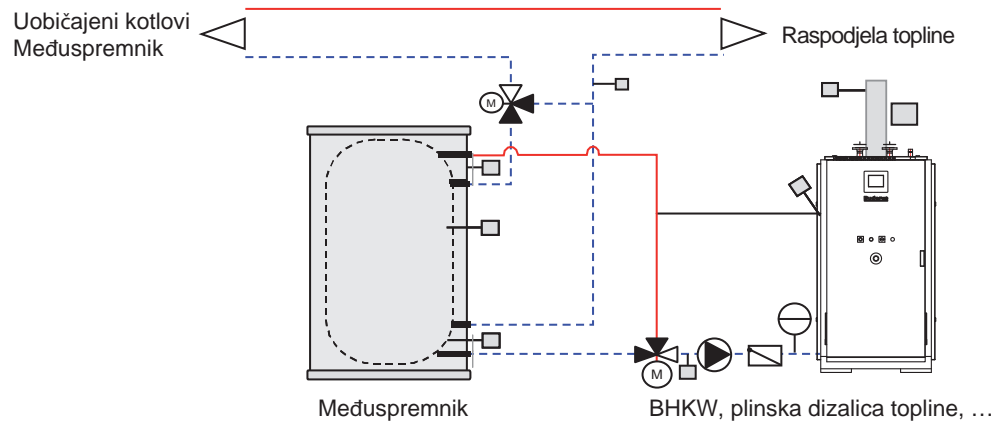 Uobičajeni kotlovi
Međuspremnik
Raspodjela topline
M
M
Međuspremnik
BHKW, plinska dizalica topline, …